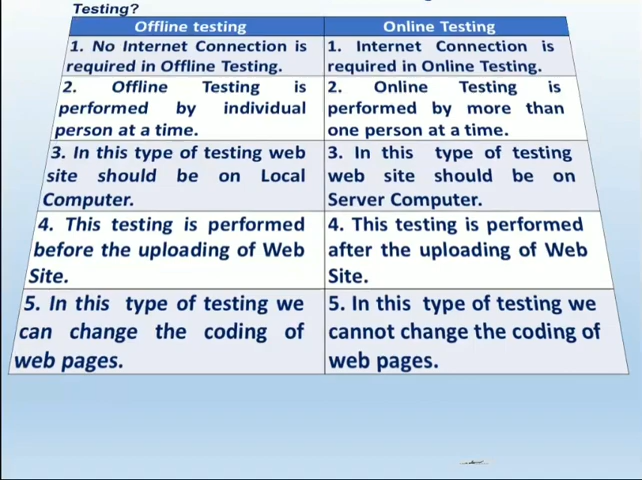 Testing?
Offline testing
Online Testing
1. No Internet Connection is
required in Offline Testing.
1. Internet Connection is
required in Online Testing.
2. Offline Testing is
performed by individual
person at a time.
2. Online Testing is
performed by more than
one person at a time.
3. In this type of testing web
site should be on Local
Computer.
3. In this type of testing
web site should be on
Server Computer.
4. This testing is performed
before the uploading of Web
Site.
4. This testing is performed
after the uploading of Web
Site.
5. In this type of testing we
can change the coding of
web pages.
5. In this type of testing we
cannot change the coding of
web pages.